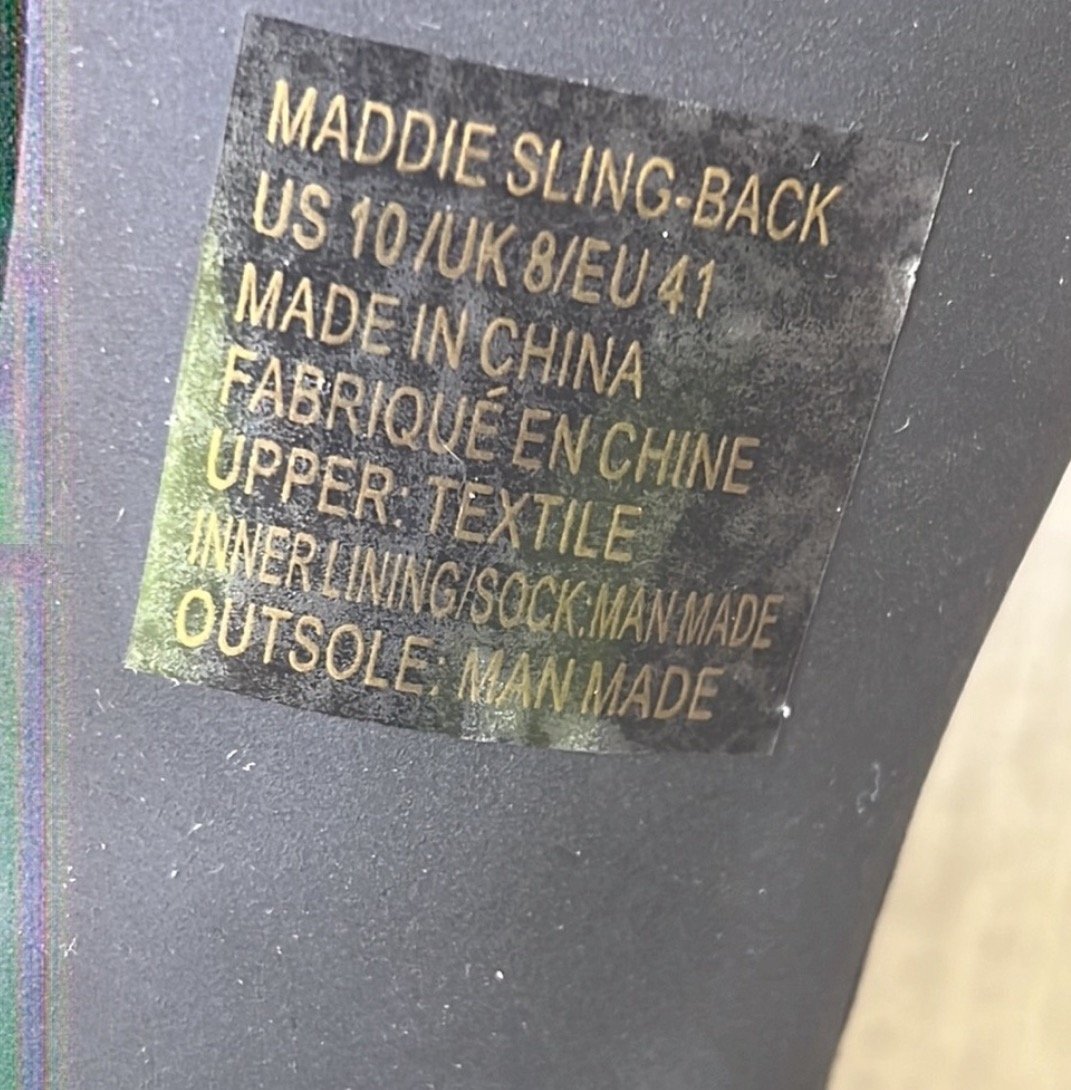 MADDIE SLING-BACK
US 10/UK 8/EU 41
MADE IN CHINA
FABRIQUÉ EN CHINE
UPPER: TEXTILE
INNER LINING/SOCK:MAN MADE
OUTSOLE: MAN MADE